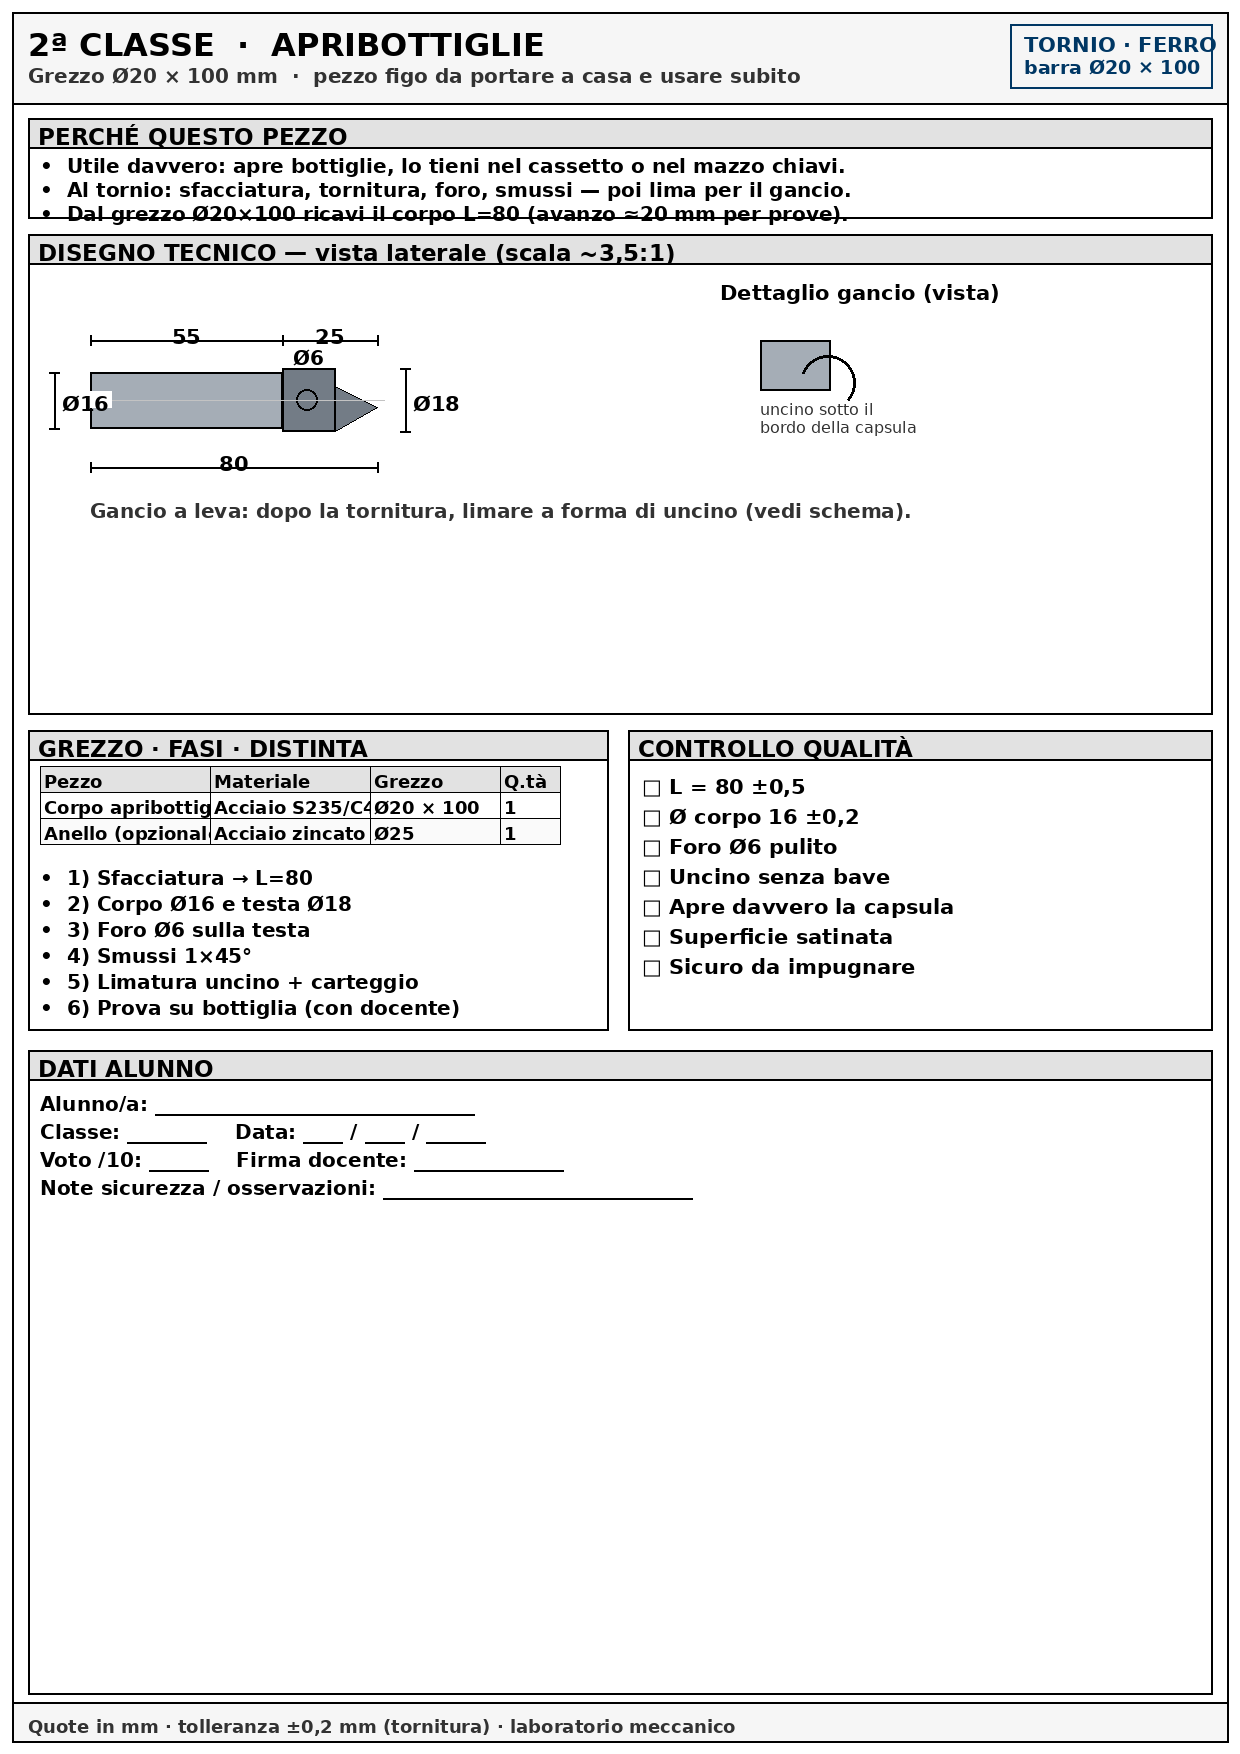 2ª CLASSE · APRIBOTTIGLIE
Grezzo Ø20 × 100 mm · pezzo figo da portare a casa e usare subito
TORNIO · FERRO
barra Ø20 × 100
PERCHÉ QUESTO PEZZO
• Utile davvero: apre bottiglie, lo tieni nel cassetto o nel mazzo chiavi.
• Al tornio: sfacciatura, tornitura, foro, smussi — poi lima per il gancio.
• Dal grezzo Ø20×100 ricavi il corpo L=80 (avanzo ≈20 mm per prove).
DISEGNO TECNICO — vista laterale (scala ~3,5:1)
Dettaglio gancio (vista)
55 25
Ø6
Ø16
Ø18
80
uncino sotto il
bordo della capsula
Gancio a leva: dopo la tornitura, limare a forma di uncino (vedi schema).
GREZZO · FASI · DISTINTA
Pezzo Materiale Grezzo Q.tà
Corpo apribottig Acciaio S235/C4 Ø20 × 100 1
Anello (opzional Acciaio zincato Ø25 1
• 1) Sfacciatura → L=80
• 2) Corpo Ø16 e testa Ø18
• 3) Foro Ø6 sulla testa
• 4) Smussi 1×45°
• 5) Limatura uncino + carteggio
• 6) Prova su bottiglia (con docente)
CONTROLLO QUALITÀ
□ L = 80 ±0,5
□ Ø corpo 16 ±0,2
□ Foro Ø6 pulito
□ Uncino senza bave
□ Apre davvero la capsula
□ Superficie satinata
□ Sicuro da impugnare
DATI ALUNNO
Alunno/a: ________________________________
Classe: ________ Data: ____ / ____ / ______
Voto /10: ______ Firma docente: _______________
Note sicurezza / osservazioni: _______________________________
Quote in mm · tolleranza ±0,2 mm (tornitura) · laboratorio meccanico